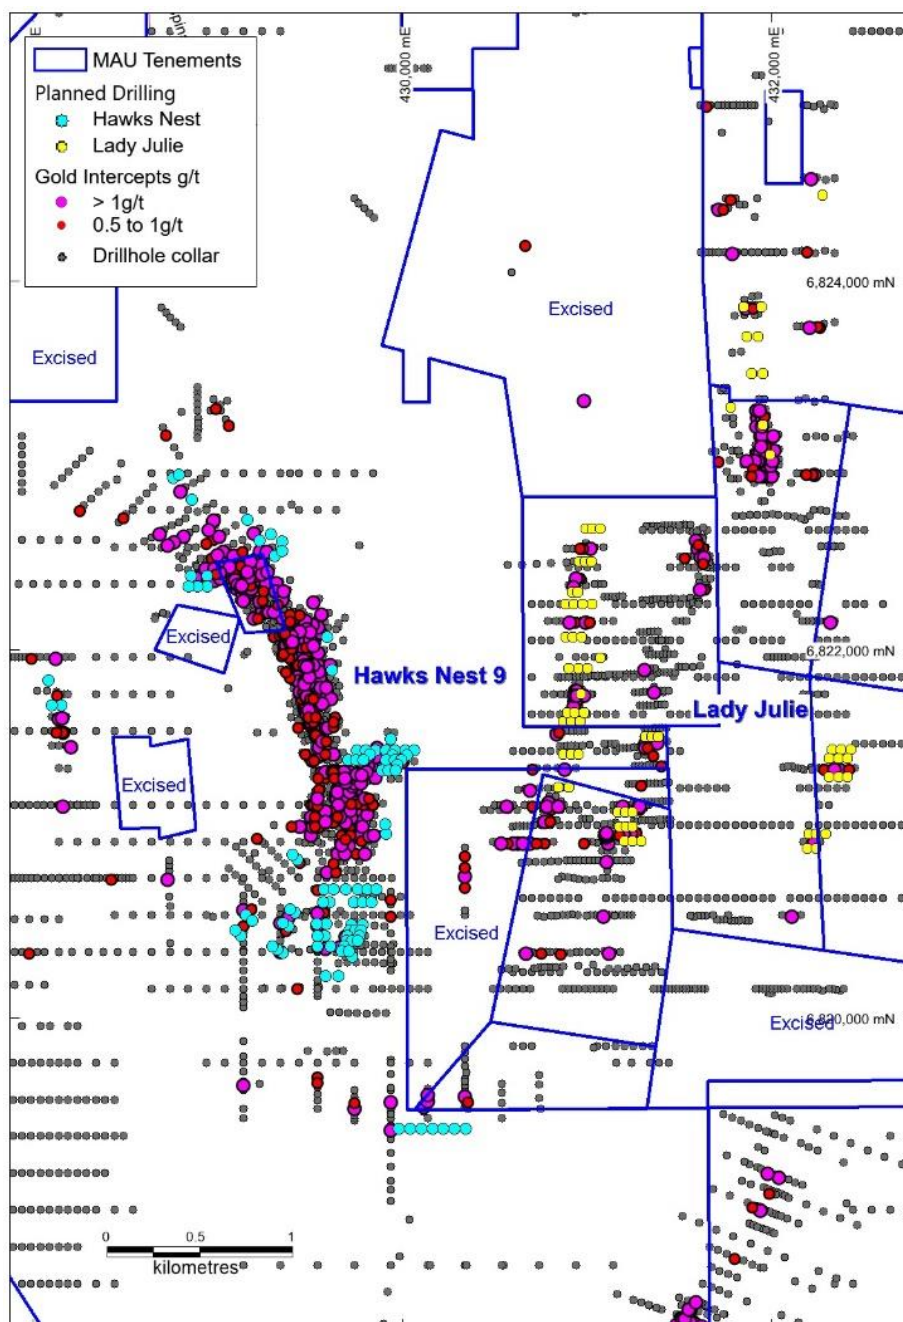 mE
opint
430,000 mE
432,000 mE
MAU Tenements
Planned Drilling
Hawks Nest
Lady Julie
Gold Intercepts g/t
> 1g/t
0.5 to 1g/t
Drillhole collar
6,824,000 mN
Excised
Excised
Excised
6,822,000 mN
Hawks Nest 9
Lady Julie
Excised
Excised
6,820,000 mN
Excised
0 0.5 1
kilometres